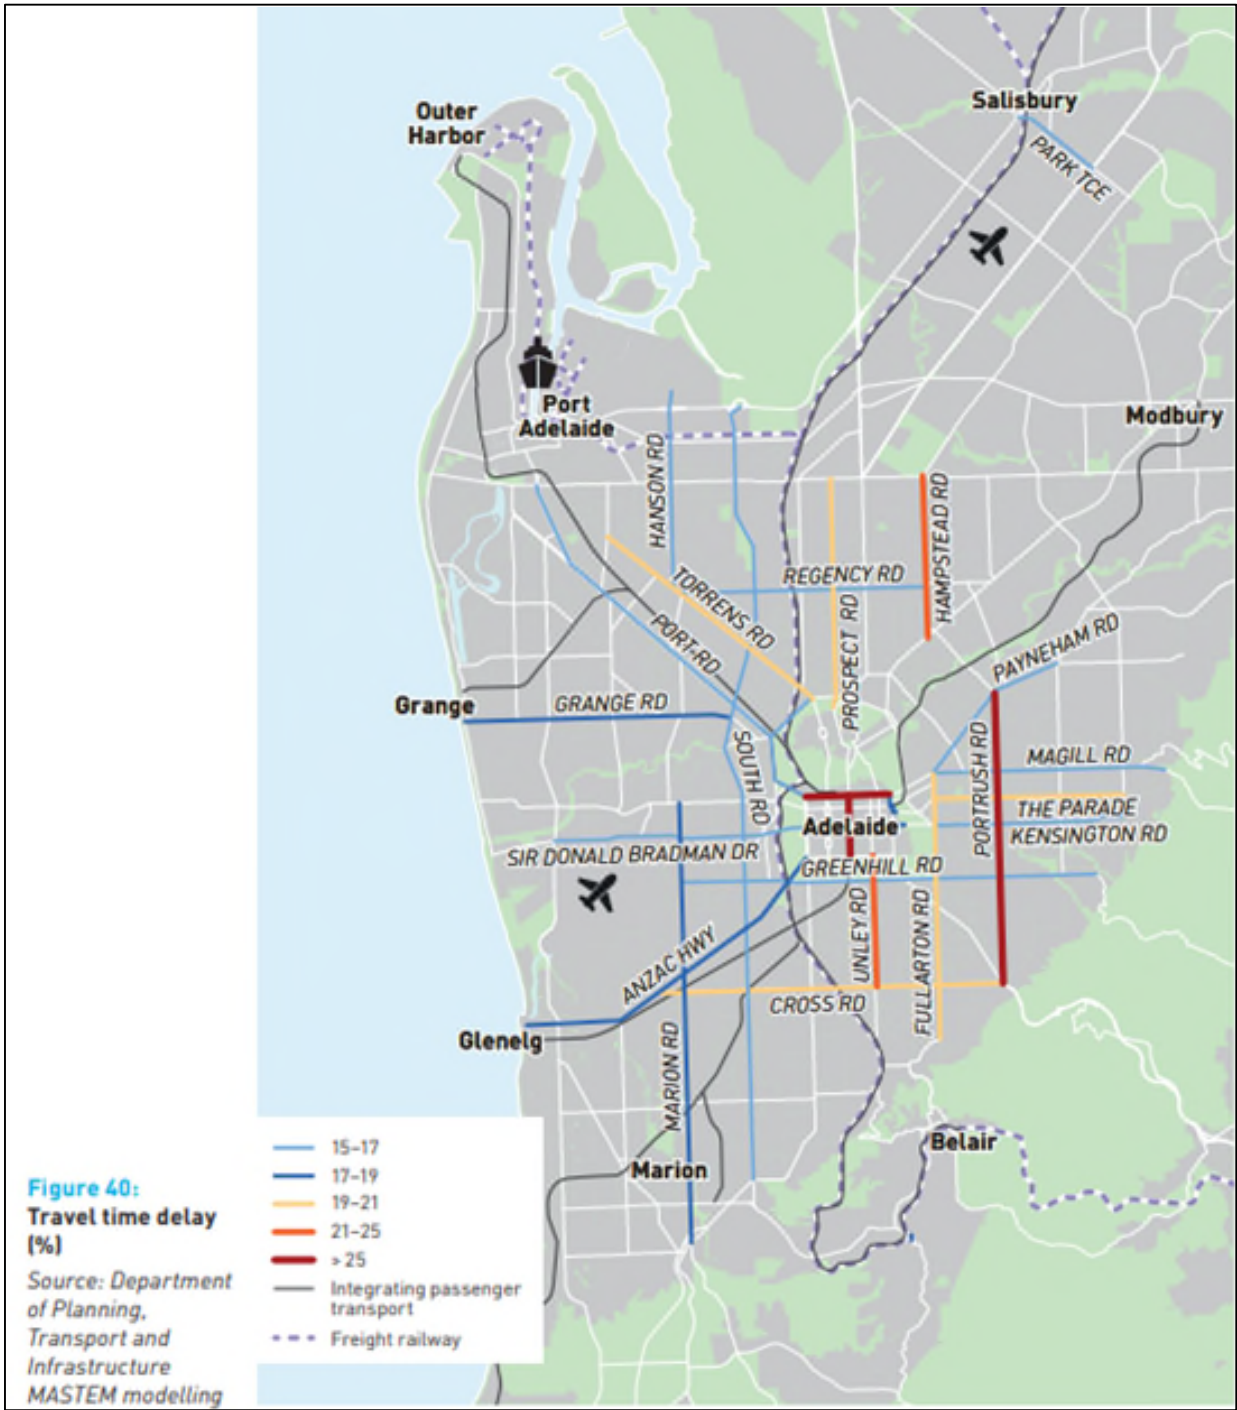 Outer
Harbor
Salisbury
PARK TCE
Port
Adelaide
Modbury
HANSON RD
HAMPSTEAD RD
REGENCY RD
TORRENS RD
PROSPECT RD
PORT-RD
PAYNEHAM RD
Grange
GRANGE RD
SOUTH RD
PORTRUSH RD
MAGILL RD
THE PARADE
Adelaide
KENSINGTON RD
SIR DONALD BRADMAN DR
GREENHILL RD
UNLEY RD
FULLARTON RD
ANZAC HWY
CROSS RD
Glenelg
MARION RD
Belair
Marion
15–17
17–19
19–21
21–25
> 25
Integrating passenger
transport
Freight railway
Figure 40:
Travel time delay
(%)
Source: Department
of Planning,
Transport and
Infrastructure
MASTEM modelling